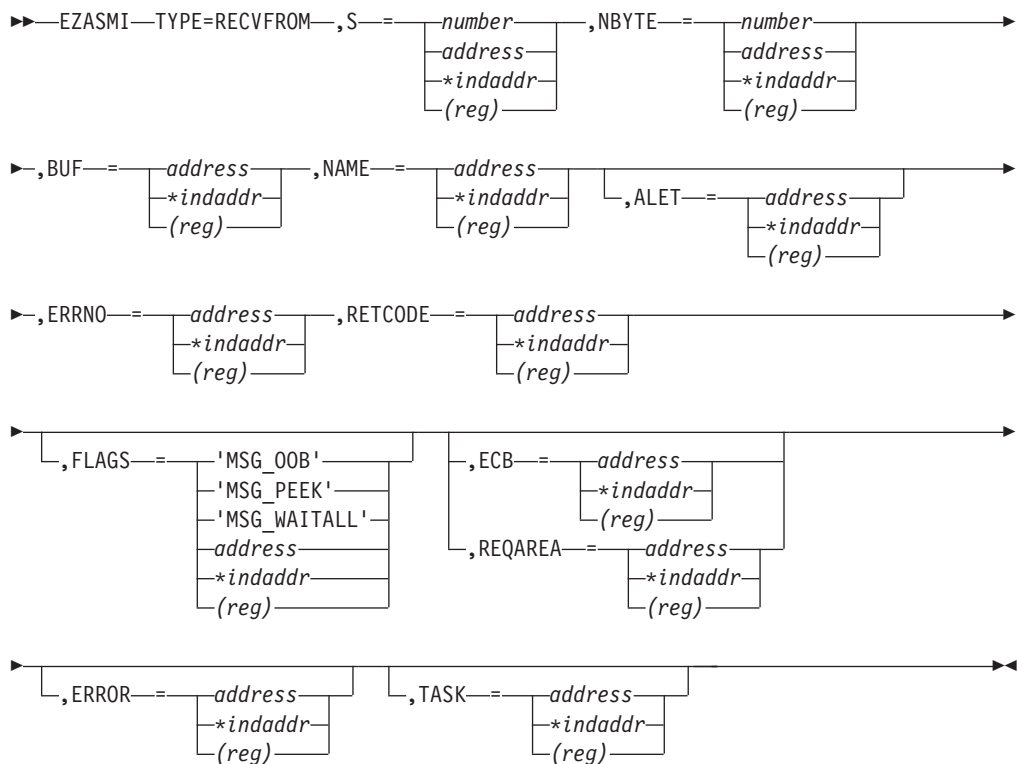 EZASMI TYPE=RECVFROM ,S = number ,NBYTE = number
address address
*indaddr *indaddr
(reg) (reg)
,BUF = address ,NAME = address
*indaddr *indaddr ,ALET = address
(reg) (reg) *indaddr
(reg)
,ERRNO = address ,RETCODE = address
*indaddr *indaddr
(reg) (reg)
,FLAGS = 'MSG_OOB' ,ECB = address
'MSG_PEEK' *indaddr
'MSG_WAITALL' (reg)
address ,REQAREA = address
*indaddr *indaddr
(reg) (reg)
,ERROR = address ,TASK = address
*indaddr *indaddr
(reg) (reg)